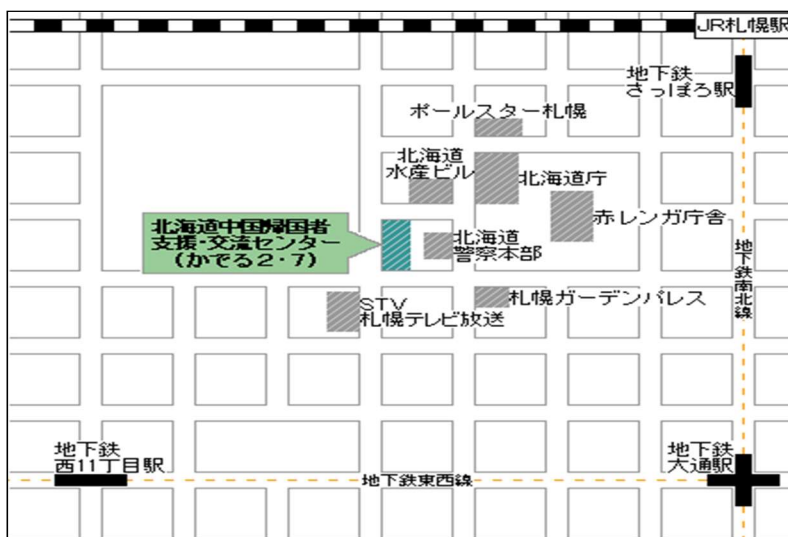 JR札幌駅
地下鉄
さっぽろ駅
ポールスター札幌
北海道
水産ビル
北海道庁
赤レンガ庁舎
北海道中国帰国者
支援・交流センター
(かでる2・7)
北海道
警察本部
地下鉄南北線
STV
札幌テレビ放送
札幌ガーデンパレス
地下鉄
西11丁目駅
地下鉄
大通駅
地下鉄東西線